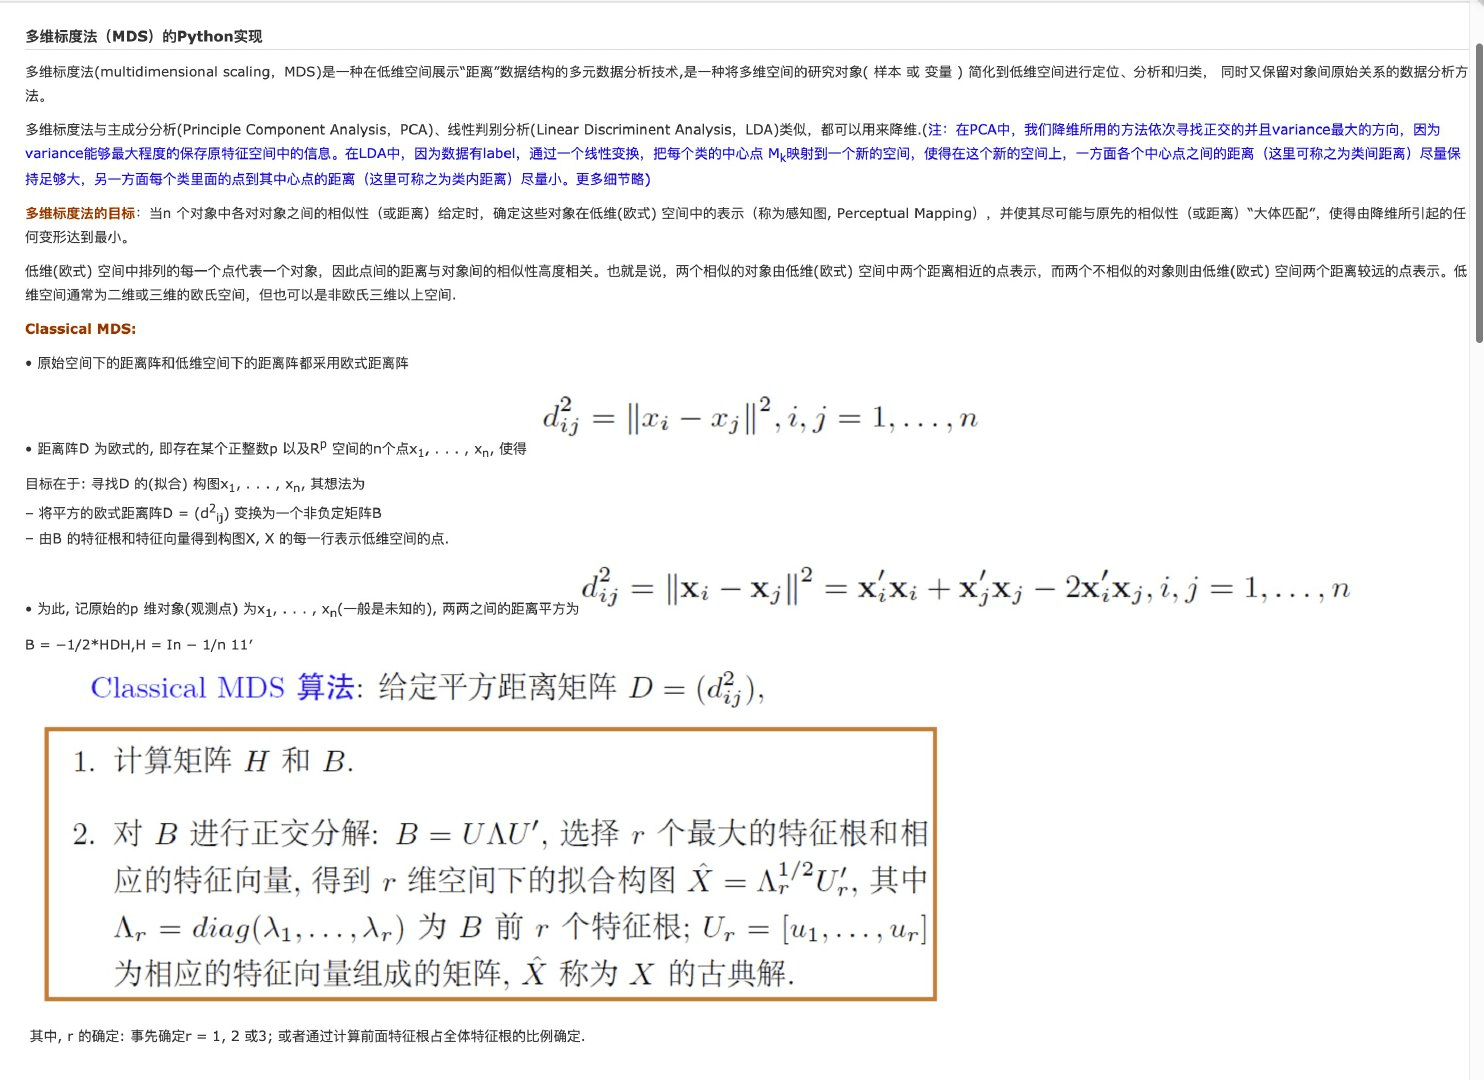 多维标度法（MDS）的Python实现
多维标度法(multidimensional scaling，MDS)是一种在低维空间展示“距离”数据结构的多元数据分析技术,是一种将多维空间的研究对象( 样本 或 变量 ) 简化到低维空间进行定位、分析和归类， 同时又保留对象间原始关系的数据分析方
法。
多维标度法与主成分分析(Principle Component Analysis，PCA)、线性判别分析(Linear Discriminent Analysis，LDA)类似，都可以用来降维.(注：在PCA中，我们降维所用的方法依次寻找正交的并且variance最大的方向，因为
variance能够最大程度的保存原特征空间中的信息。在LDA中，因为数据有label，通过一个线性变换，把每个类的中心点 Mk映射到一个新的空间，使得在这个新的空间上，一方面各个中心点之间的距离（这里可称之为类间距离）尽量保
持足够大，另一方面每个类里面的点到其中心点的距离（这里可称之为类内距离）尽量小。更多细节略)
多维标度法的目标：当n 个对象中各对对象之间的相似性（或距离）给定时，确定这些对象在低维(欧式) 空间中的表示（称为感知图, Perceptual Mapping），并使其尽可能与原先的相似性（或距离）“大体匹配”，使得由降维所引起的任
何变形达到最小。
低维(欧式) 空间中排列的每一个点代表一个对象，因此点间的距离与对象间的相似性高度相关。也就是说，两个相似的对象由低维(欧式) 空间中两个距离相近的点表示，而两个不相似的对象则由低维(欧式) 空间两个距离较远的点表示。低
维空间通常为二维或三维的欧氏空间，但也可以是非欧氏三维以上空间.
Classical MDS:
• 原始空间下的距离阵和低维空间下的距离阵都采用欧式距离阵
• 距离阵D 为欧式的, 即存在某个正整数p 以及R^p 空间的n个点x_1, . . . , x_n, 使得 d_{ij}^2 = ‖x_i − x_j‖^2, i, j = 1, . . . , n
目标在于: 寻找D 的(拟合) 构图x_1, . . . , x_n, 其想法为
– 将平方的欧式距离阵D = (d^2_{ij}) 变换为一个非负定矩阵B
– 由B 的特征根和特征向量得到构图X, X 的每一行表示低维空间的点.
• 为此, 记原始的p 维对象(观测点) 为x_1, . . . , x_n(一般是未知的), 两两之间的距离平方为 d_{ij}^2 = ‖x_i − x_j‖^2 = x_i′x_i + x_j′x_j − 2x_i′x_j, i, j = 1, . . . , n
B = −1/2*HDH,H = In − 1/n 11′
Classical MDS 算法: 给定平方距离矩阵 D = (d_{ij}^2),
1. 计算矩阵 H 和 B.
2. 对 B 进行正交分解: B = UΛU′, 选择 r 个最大的特征根和相
应的特征向量, 得到 r 维空间下的拟合构图 X̂ = Λ_r^{1/2}U_r′, 其中
Λ_r = diag(λ_1, . . . , λ_r) 为 B 前 r 个特征根; U_r = [u_1, . . . , u_r]
为相应的特征向量组成的矩阵, X̂ 称为 X 的古典解.
其中, r 的确定: 事先确定r = 1, 2 或3; 或者通过计算前面特征根占全体特征根的比例确定.